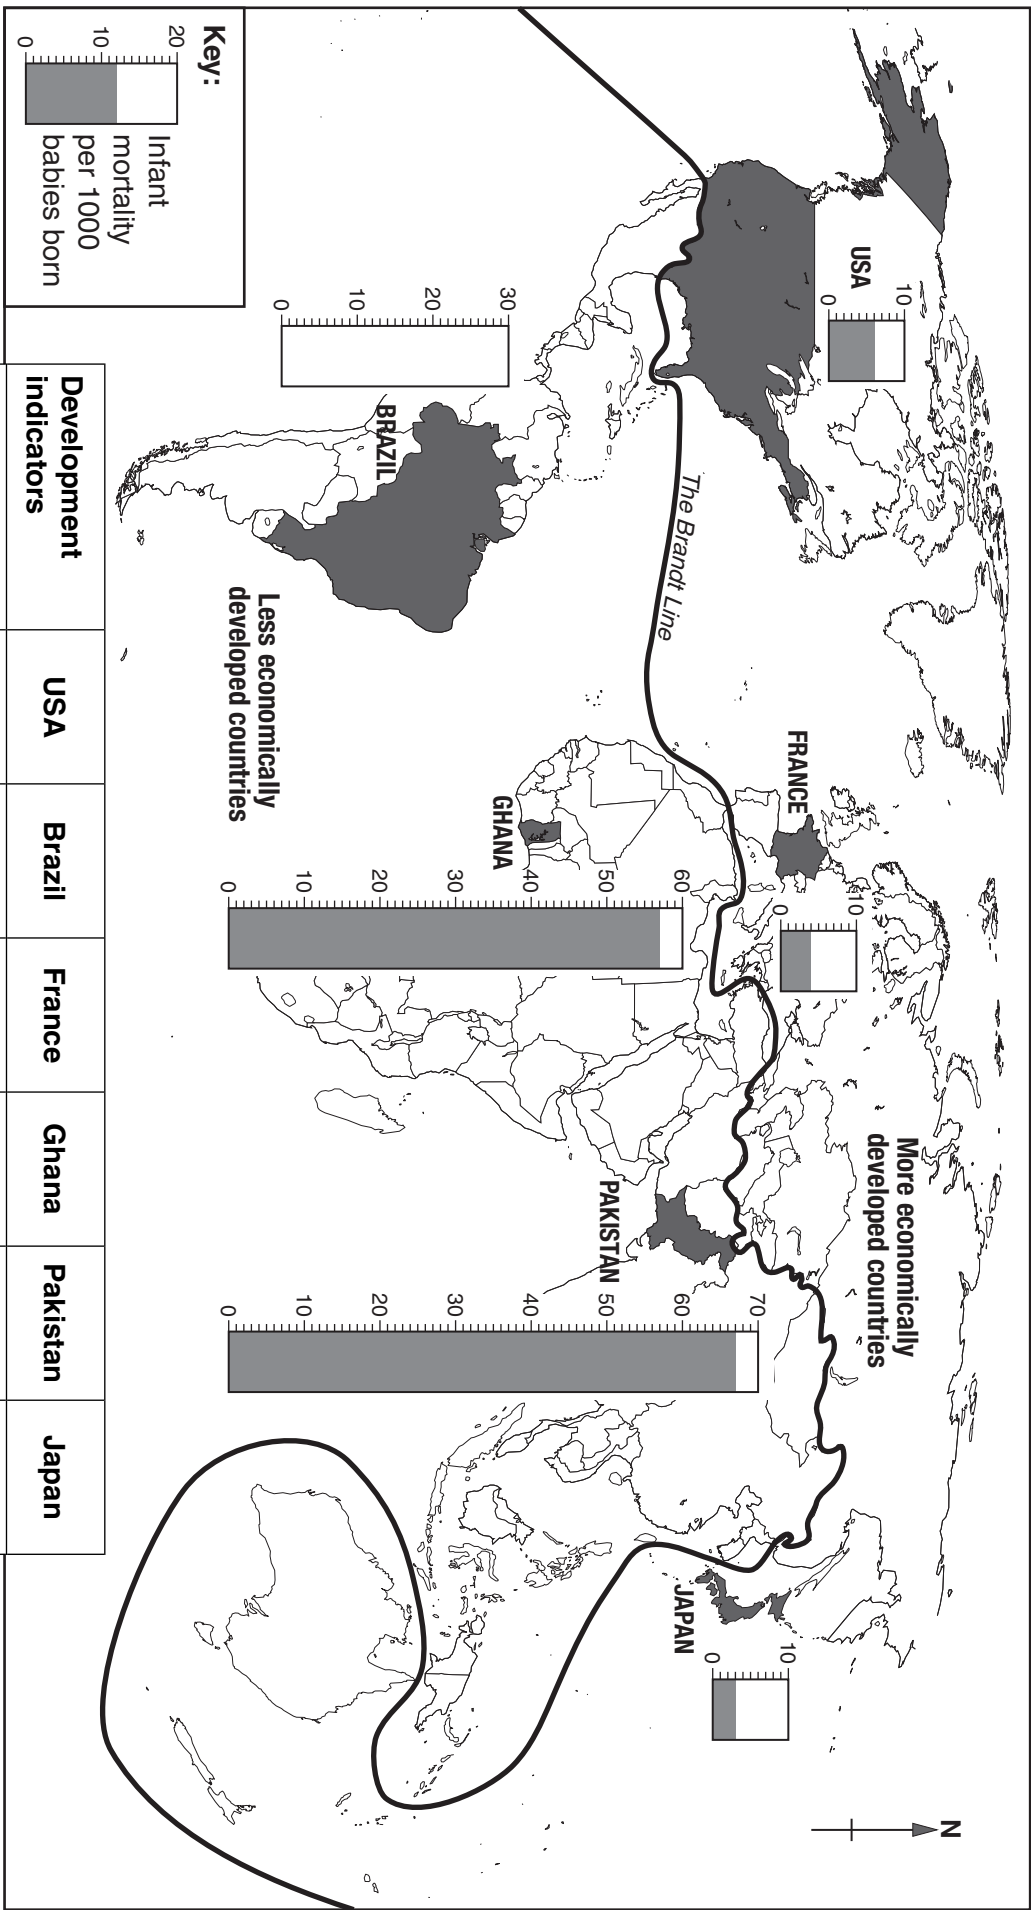 N
USA
10
0
More economically
developed countries
FRANCE
10
0
The Brandt Line
JAPAN
10
0
PAKISTAN
70
60
50
40
30
20
10
0
GHANA
60
50
40
30
20
10
0
BRAZIL
30
20
10
0
Less economically
developed countries
Key:
20
10
0
Infant
mortality
per 1000
babies born
Development
indicators
USA
Brazil
France
Ghana
Pakistan
Japan